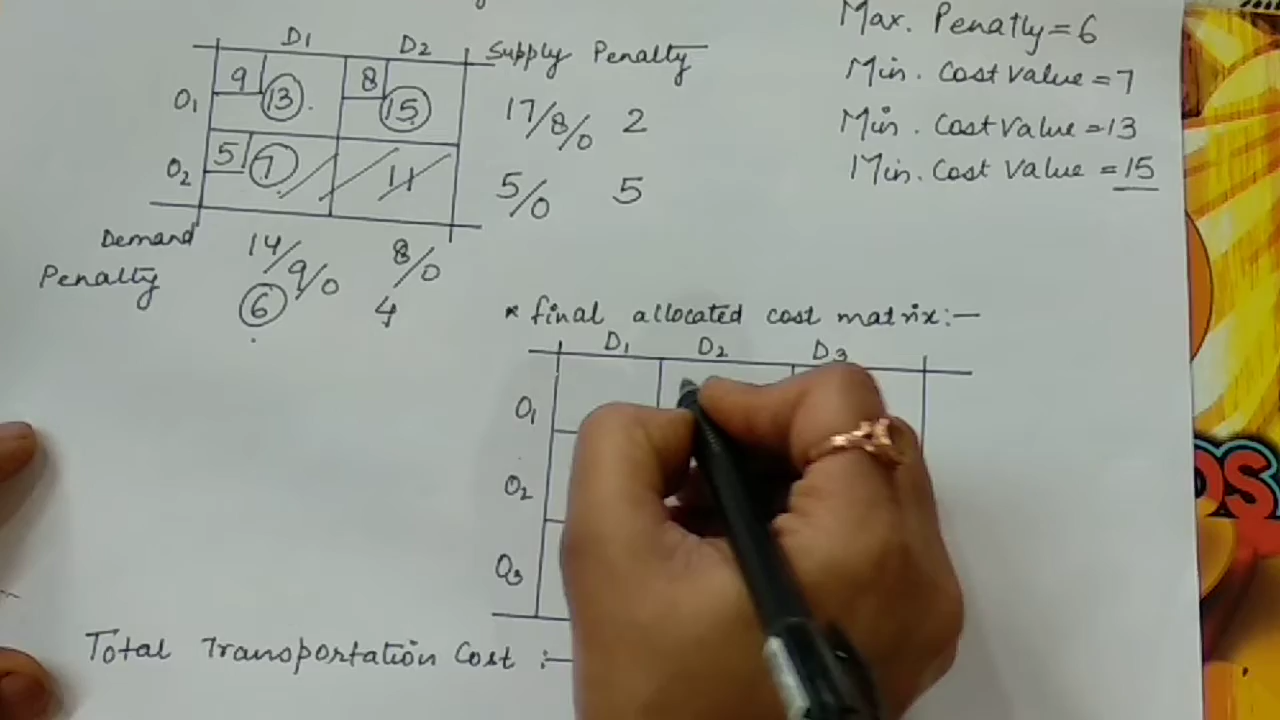 D1 D2 Supply Penalty
O1 9 13 8 15 17/8/0 2
O2 5 7 11 5/0 5
Demand 14/9/0 8/0
Penalty 6 4
Max. Penatly = 6
Min. Cost Value = 7
Min. Cost Value = 13
Min. Cost Value = 15
* final allocated cost matrix:-
D1 D2 D3
O1
O2
O3
Total Transportation Cost :-
OS